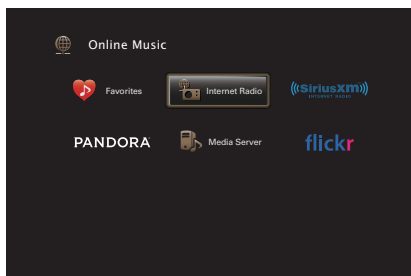 Online Music
Favorites
Internet Radio
((SiriusXM))
INTERNET RADIO
PANDORA
Media Server
flickr